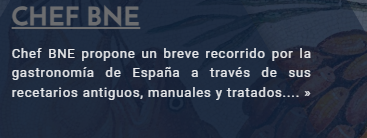 CHEF BNE
Chef BNE propone un breve recorrido por la
gastronomía de España a través de sus
recetarios antiguos, manuales y tratados.... »